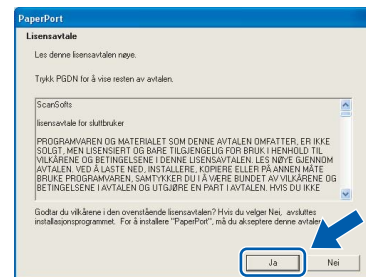 PaperPort
Lisensavtale
Les denne lisensavtalen nøye.
Trykk PGDN for å vise resten av avtalen.
ScanSofts
lisensavtale for sluttbruker
PROGRAMVAREN OG MATERIALET SOM DENNE AVTALEN OMFATTER, ER IKKE
SOLGT, MEN LISENSIERT OG BARE TILGJENGELIG FOR BRUK I HENHOLD TIL
VILKÅRENE OG BETINGELSENE I DENNE LISENSAVTALEN. LES NØYE GJENNOM
AVTALEN. VED Å LASTE NED, INSTALLERE, KOPIERE ELLER PÅ ANNEN MÅTE
BRUKE PROGRAMVAREN, SAMTYKKER DU I Å VÆRE BUNDET AV VILKÅRENE OG
BETINGELSENE I AVTALEN OG UTGJØRE EN PART I AVTALEN. HVIS DU IKKE
Godtar du vilkårene i den ovenstående lisensavtalen? Hvis du velger Nei, avsluttes
installasjonsprogrammet. For å installere "PaperPort", må du akseptere denne avtalen.
Ja
Nei